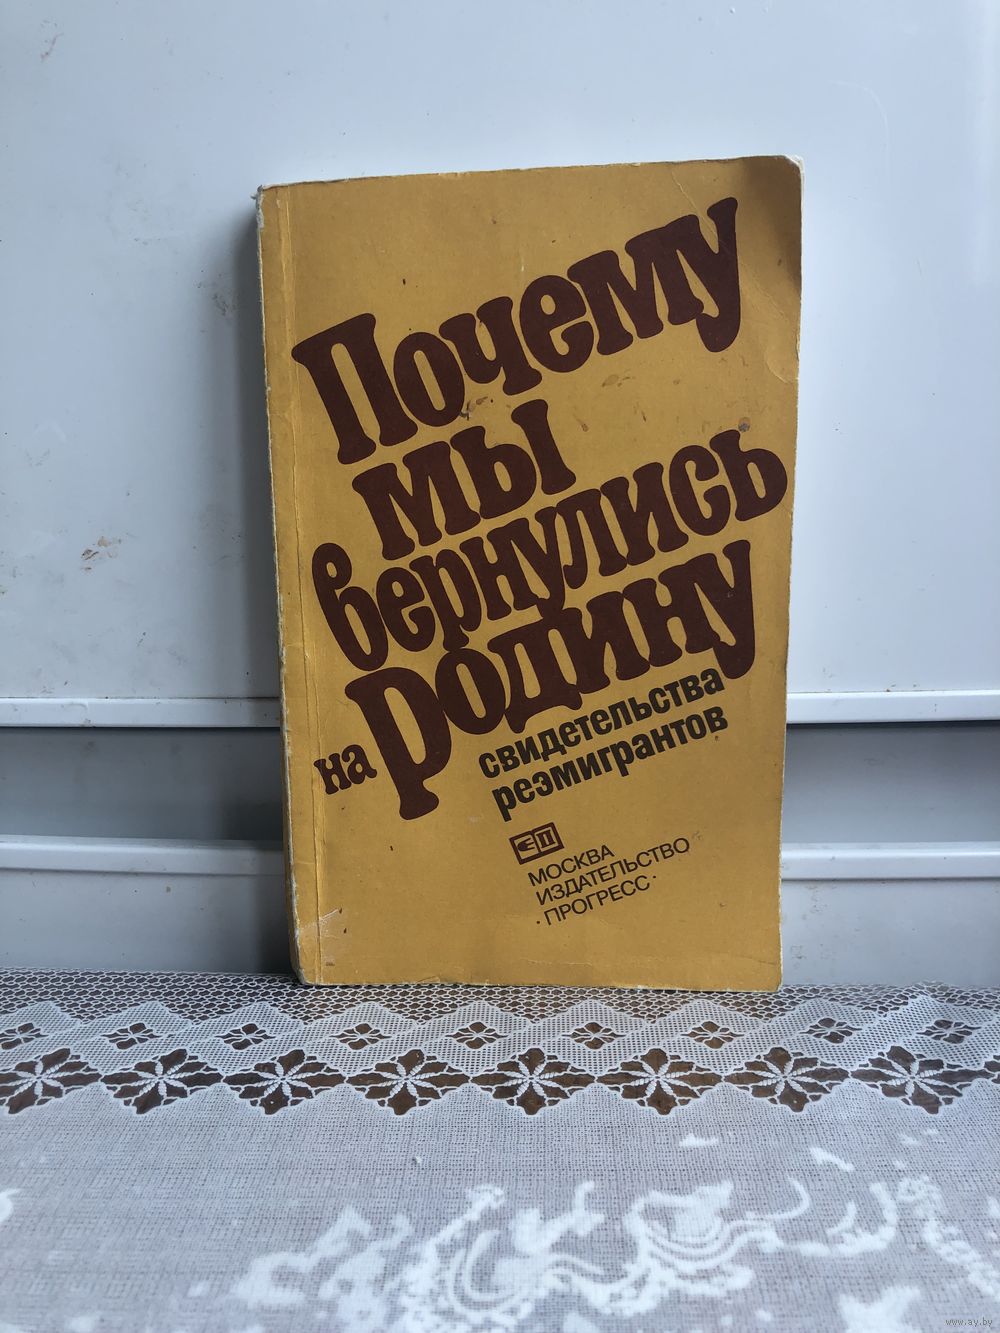 Почему
мы
вернулись
на Родину
свидетельства
реэмигрантов
МОСКВА
ИЗДАТЕЛЬСТВО
·ПРОГРЕСС·
www.ay.by